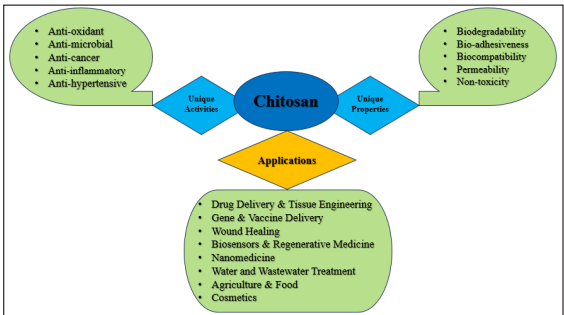 • Anti-oxidant
• Anti-microbial
• Anti-cancer
• Anti-inflammatory
• Anti-hypertensive
Unique
Activities
Chitosan
Unique
Properties
• Biodegradability
• Bio-adhesiveness
• Biocompatibility
• Permeability
• Non-toxicity
Applications
• Drug Delivery & Tissue Engineering
• Gene & Vaccine Delivery
• Wound Healing
• Biosensors & Regenerative Medicine
• Nanomedicine
• Water and Wastewater Treatment
• Agriculture & Food
• Cosmetics